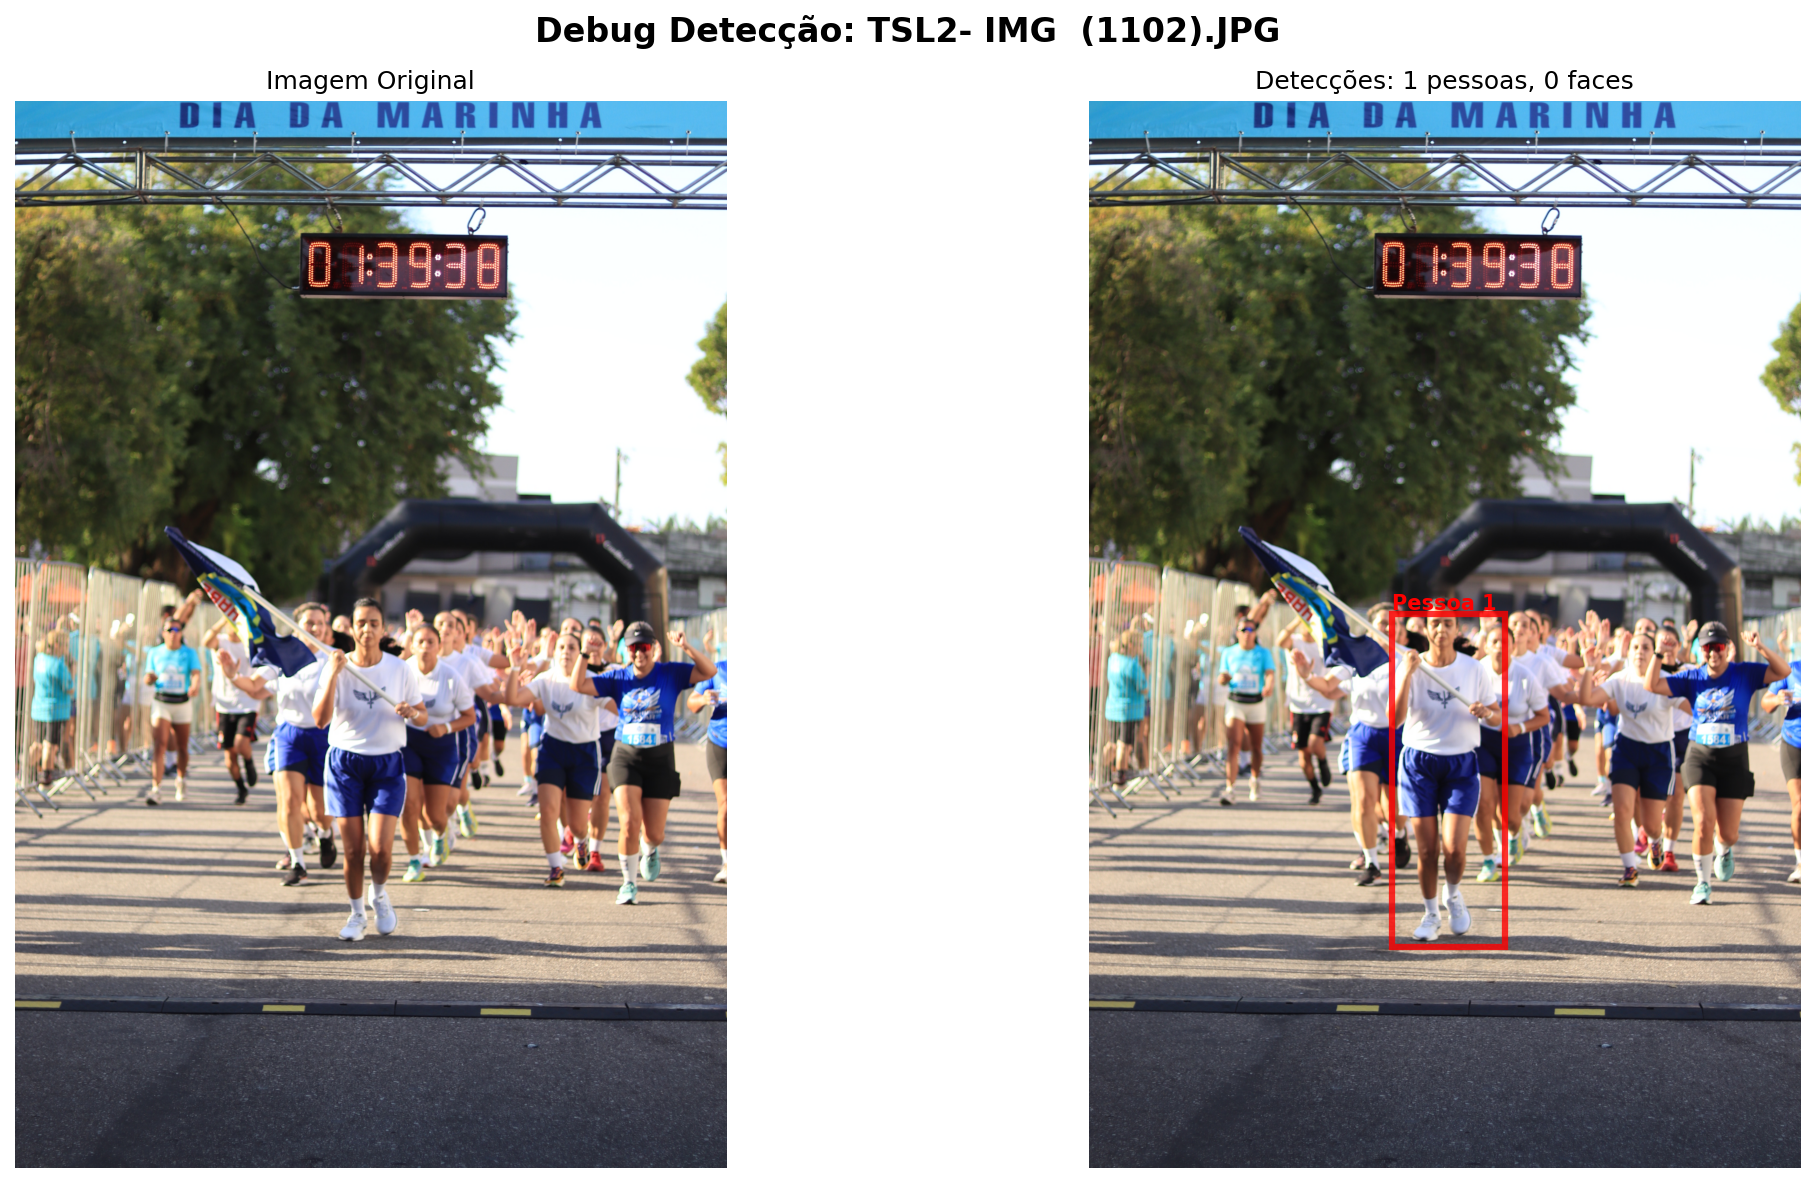 Debug Detecção: TSL2- IMG  (1102).JPG
Imagem Original
Detecções: 1 pessoas, 0 faces
DIA DA MARINHA
DIA DA MARINHA
01:39:38
01:39:38
Pessoa 1
1584
1584